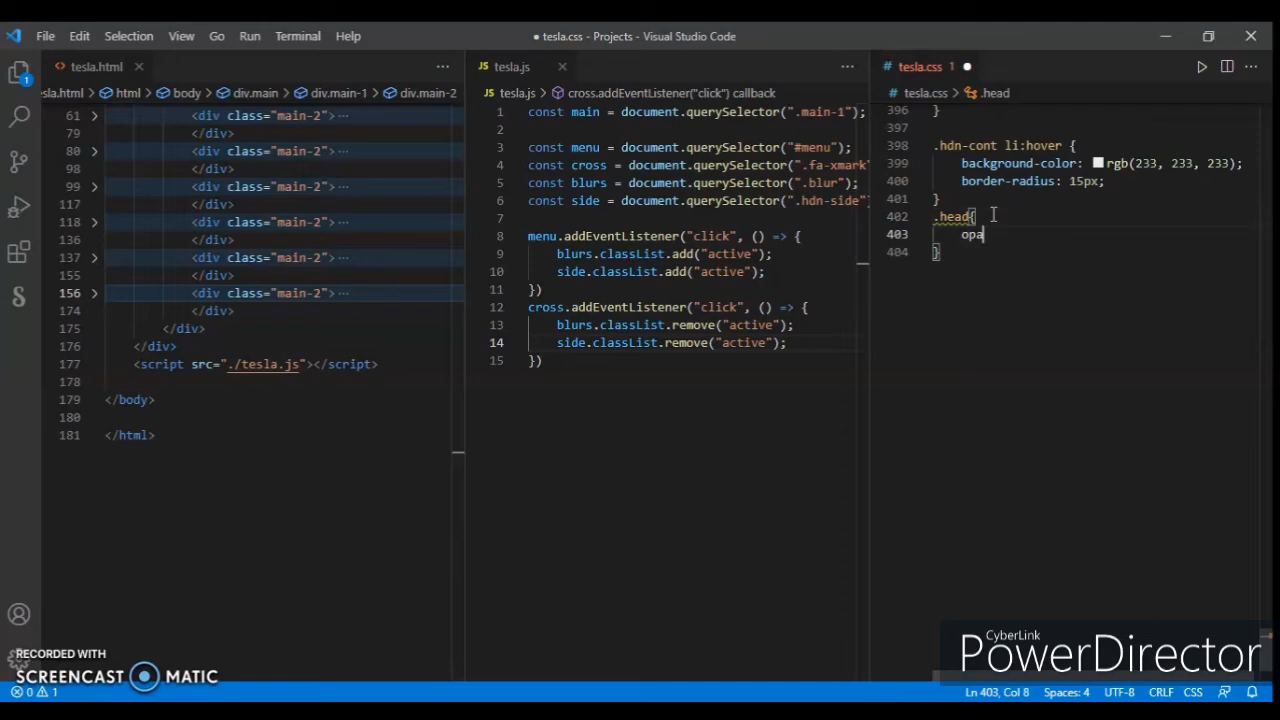 File Edit Selection View Go Run Terminal Help
● tesla.css - Projects - Visual Studio Code
tesla.html
sla.html > html > body > div.main > div.main-1 > div.main-2
61 <div class="main-2">…
79 </div>
80 <div class="main-2">…
98 </div>
99 <div class="main-2">…
117 </div>
118 <div class="main-2">…
136 </div>
137 <div class="main-2">…
155 </div>
156 <div class="main-2">…
174 </div>
175 </div>
176 </div>
177 <script src="./tesla.js"></script>
178
179 </body>
180
181 </html>
JS tesla.js
JS tesla.js > cross.addEventListener("click") callback
1 const main = document.querySelector(".main-1");
2
3 const menu = document.querySelector("#menu");
4 const cross = document.querySelector(".fa-xmark"
5 const blurs = document.querySelector(".blur");
6 const side = document.querySelector(".hdn-side")
7
8 menu.addEventListener("click", () => {
9 blurs.classList.add("active");
10 side.classList.add("active");
11 })
12 cross.addEventListener("click", () => {
13 blurs.classList.remove("active");
14 side.classList.remove("active");
15 })
# tesla.css 1 ●
# tesla.css > .head
396 }
397
398 .hdn-cont li:hover {
399 background-color: rgb(233, 233, 233);
400 border-radius: 15px;
401 }
402 .head{
403 opa
404 }
1
RECORDED WITH
SCREENCAST MATIC
CyberLink
PowerDirector
0 1
Ln 403, Col 8 Spaces: 4 UTF-8 CRLF CSS